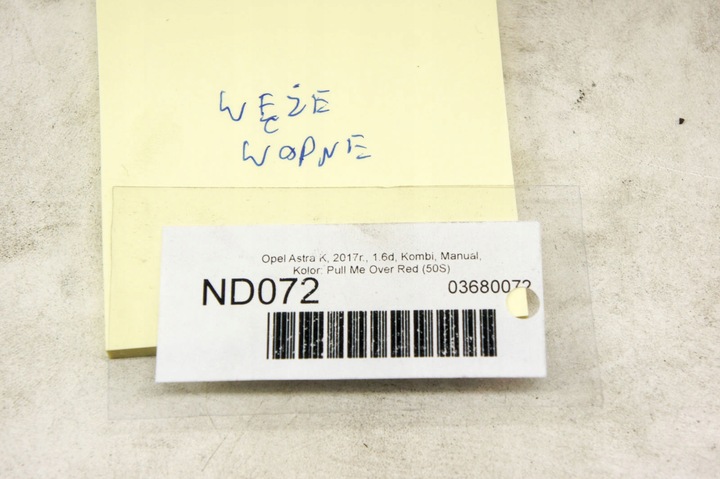 WĘŻE
WODNE
Opel Astra K, 2017r., 1.6d, Kombi, Manual,
Kolor: Pull Me Over Red (50S)
ND072
03680072